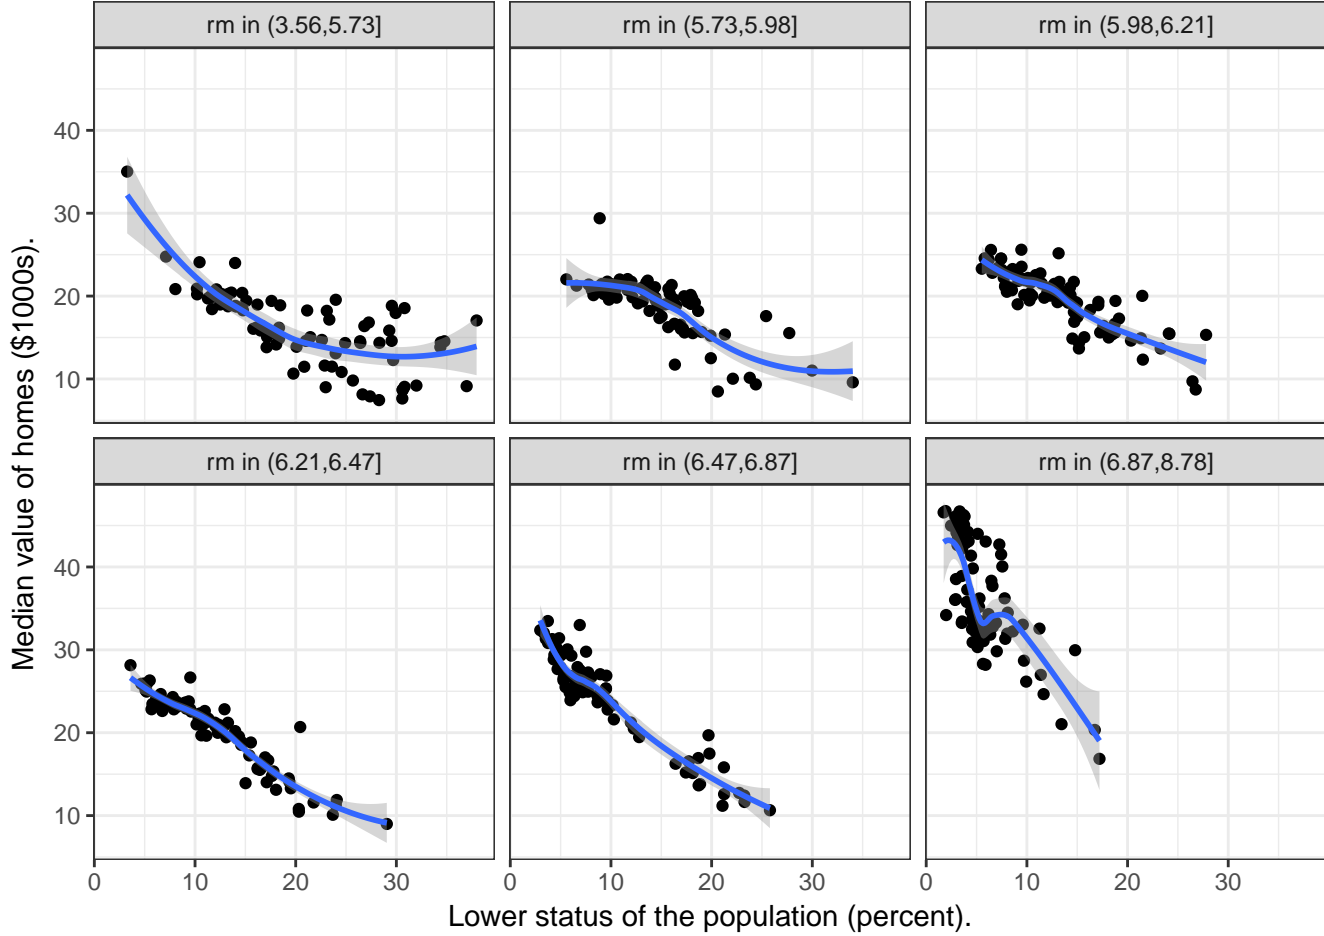 rm in (3.56,5.73] rm in (5.73,5.98] rm in (5.98,6.21]
40
30
20
10
rm in (6.21,6.47] rm in (6.47,6.87] rm in (6.87,8.78]
40
30
20
10
0 10 20 30 0 10 20 30 0 10 20 30
Lower status of the population (percent).
Median value of homes ($1000s).